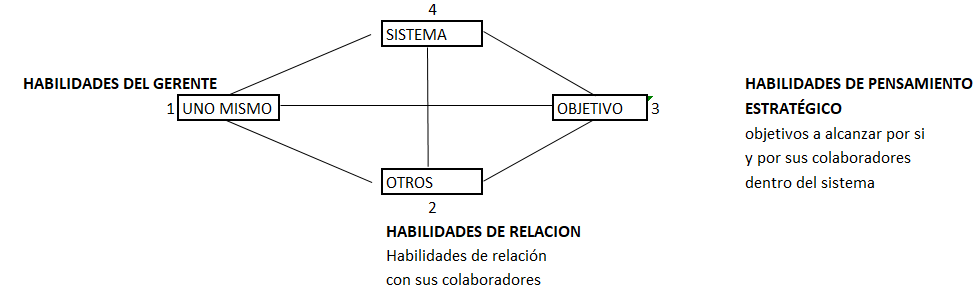 4
SISTEMA
HABILIDADES DEL GERENTE
1 UNO MISMO
OBJETIVO 3
OTROS
2
HABILIDADES DE RELACION
Habilidades de relación
con sus colaboradores
HABILIDADES DE PENSAMIENTO
ESTRATÉGICO
objetivos a alcanzar por si
y por sus colaboradores
dentro del sistema